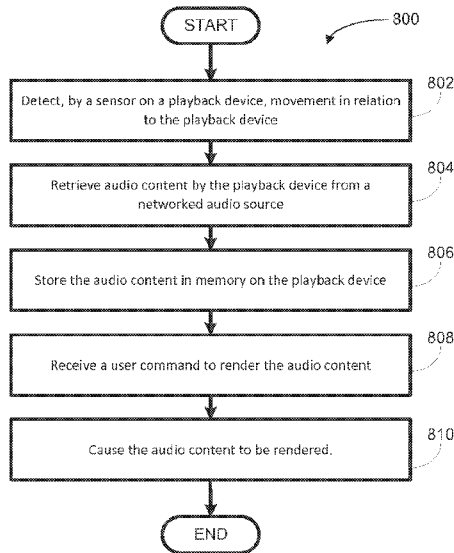 START
800
802
Detect, by a sensor on a playback device, movement in relation
to the playback device
804
Retrieve audio content by the playback device from a
networked audio source
806
Store the audio content in memory on the playback device
808
Receive a user command to render the audio content
810
Cause the audio content to be rendered.
END